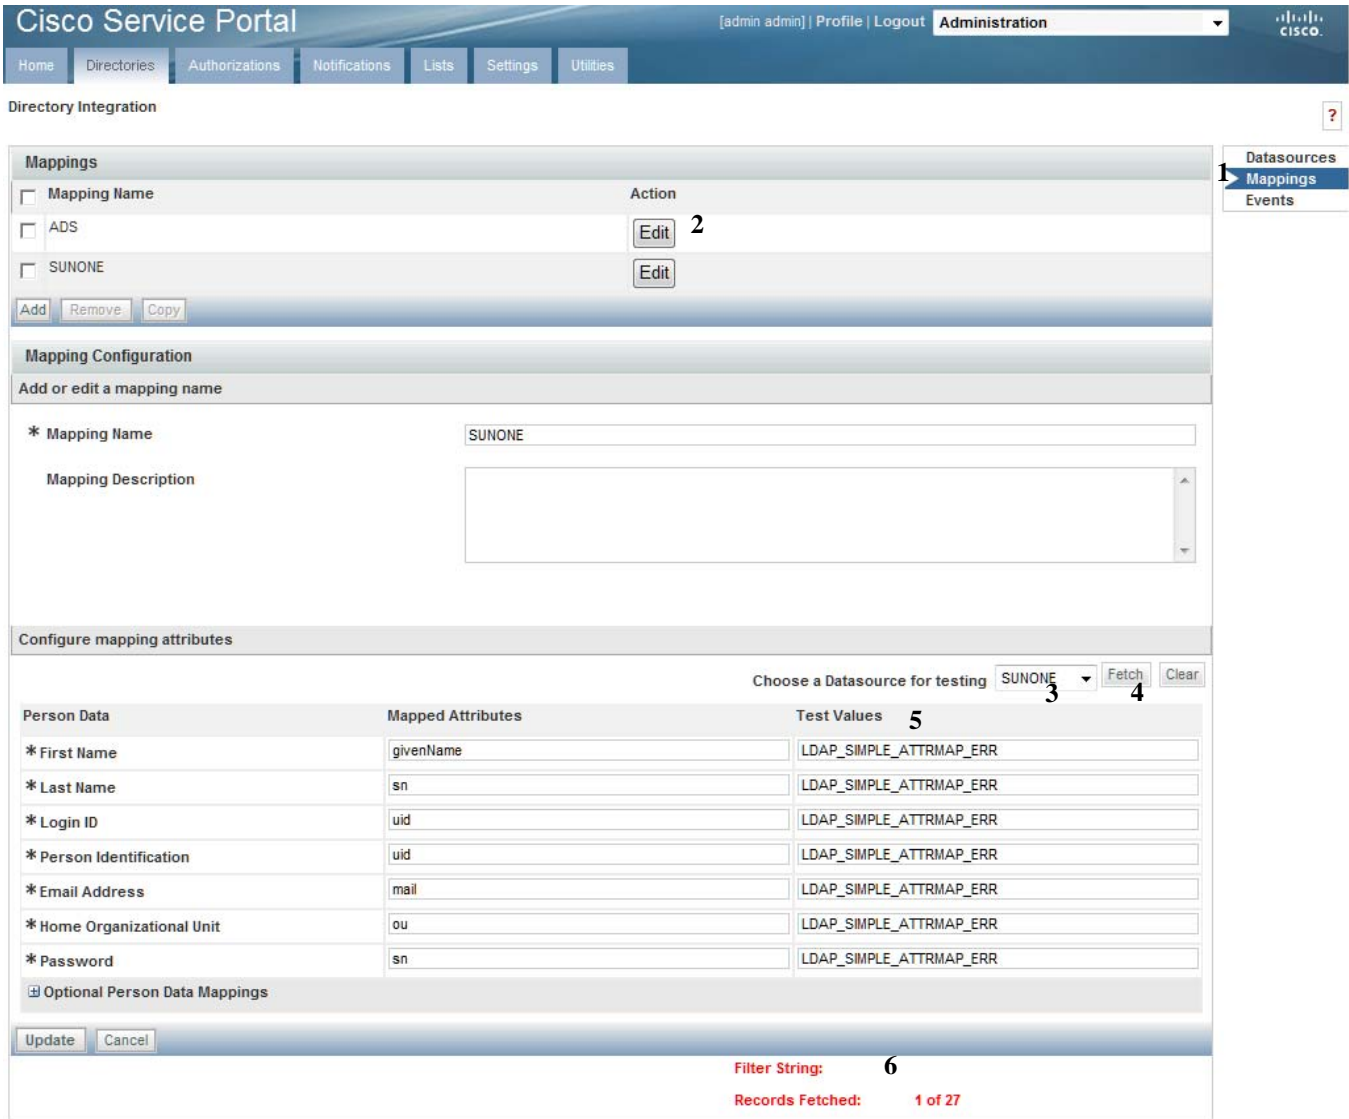 Cisco Service Portal
[admin admin] | Profile | Logout Administration
cisco.
Home Directories Authorizations Notifications Lists Settings Utilities
Directory Integration
?
Mappings
Datasources
1 Mappings
Events
Mapping Name Action
ADS Edit 2
SUNONE Edit
Add Remove Copy
Mapping Configuration
Add or edit a mapping name
* Mapping Name SUNONE
Mapping Description
Configure mapping attributes
Choose a Datasource for testing SUNONE Fetch Clear
3 4
Person Data Mapped Attributes Test Values 5
* First Name givenName LDAP_SIMPLE_ATTRMAP_ERR
* Last Name sn LDAP_SIMPLE_ATTRMAP_ERR
* Login ID uid LDAP_SIMPLE_ATTRMAP_ERR
* Person Identification uid LDAP_SIMPLE_ATTRMAP_ERR
* Email Address mail LDAP_SIMPLE_ATTRMAP_ERR
* Home Organizational Unit ou LDAP_SIMPLE_ATTRMAP_ERR
* Password sn LDAP_SIMPLE_ATTRMAP_ERR
Optional Person Data Mappings
Update Cancel
Filter String: 6
Records Fetched: 1 of 27